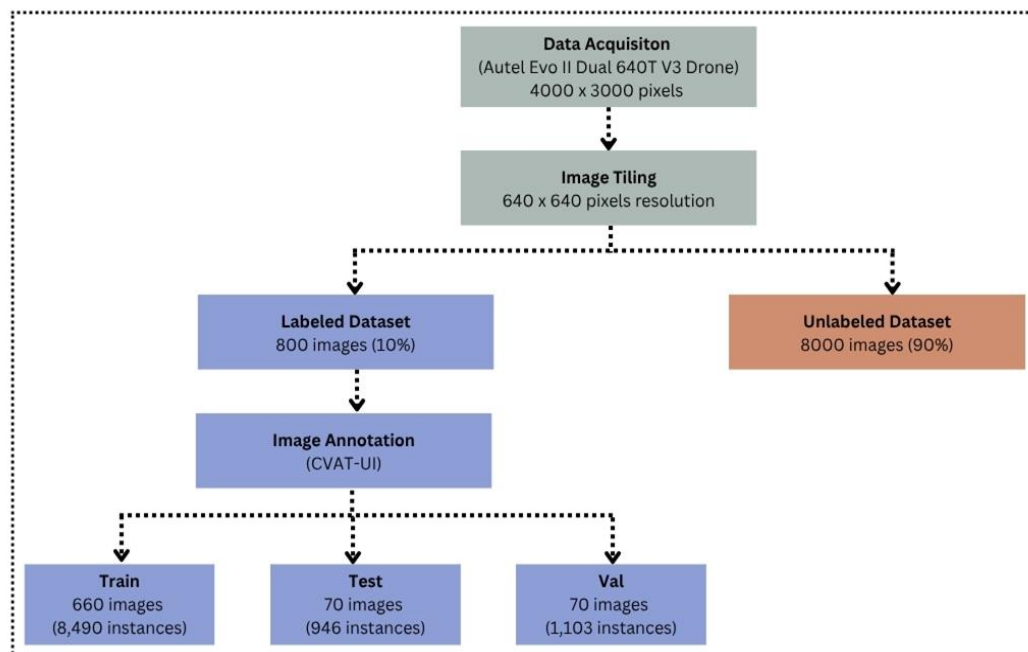 Data Acquisiton
(Autel Evo II Dual 640T V3 Drone)
4000 x 3000 pixels
Image Tiling
640 x 640 pixels resolution
Labeled Dataset
800 images (10%)
Unlabeled Dataset
8000 images (90%)
Image Annotation
(CVAT-UI)
Train
660 images
(8,490 instances)
Test
70 images
(946 instances)
Val
70 images
(1,103 instances)